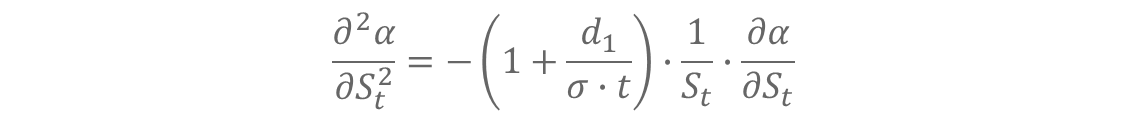 ∂²α/∂S_t² = −(1 + d₁/(σ · t)) · 1/S_t · ∂α/∂S_t